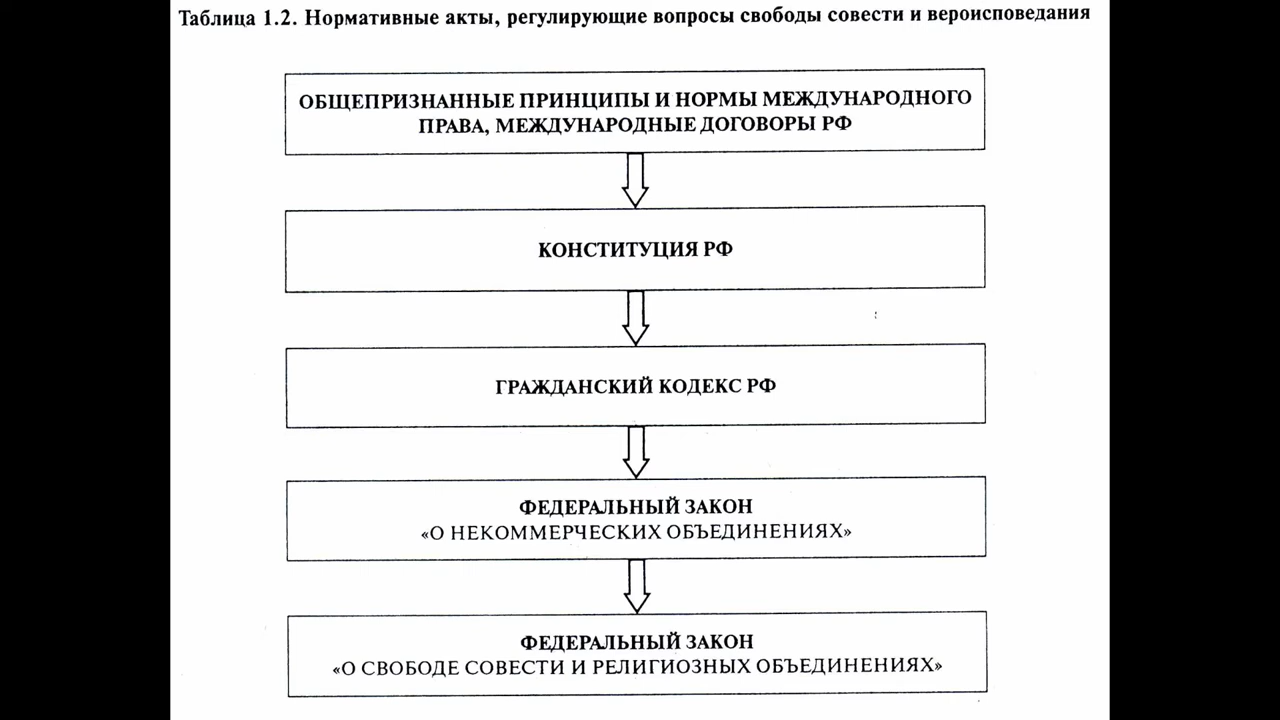 Таблица 1.2. Нормативные акты, регулирующие вопросы свободы совести и вероисповедания
ОБЩЕПРИЗНАННЫЕ ПРИНЦИПЫ И НОРМЫ МЕЖДУНАРОДНОГО
ПРАВА, МЕЖДУНАРОДНЫЕ ДОГОВОРЫ РФ
КОНСТИТУЦИЯ РФ
ГРАЖДАНСКИЙ КОДЕКС РФ
ФЕДЕРАЛЬНЫЙ ЗАКОН
«О НЕКОММЕРЧЕСКИХ ОБЪЕДИНЕНИЯХ»
ФЕДЕРАЛЬНЫЙ ЗАКОН
«О СВОБОДЕ СОВЕСТИ И РЕЛИГИОЗНЫХ ОБЪЕДИНЕНИЯХ»